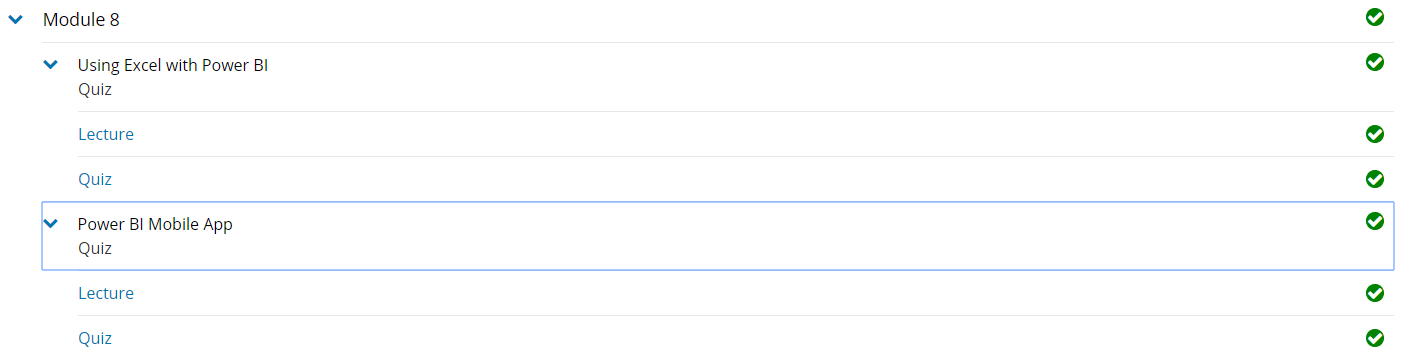 Module 8
Using Excel with Power BI
Quiz
Lecture
Quiz
Power BI Mobile App
Quiz
Lecture
Quiz